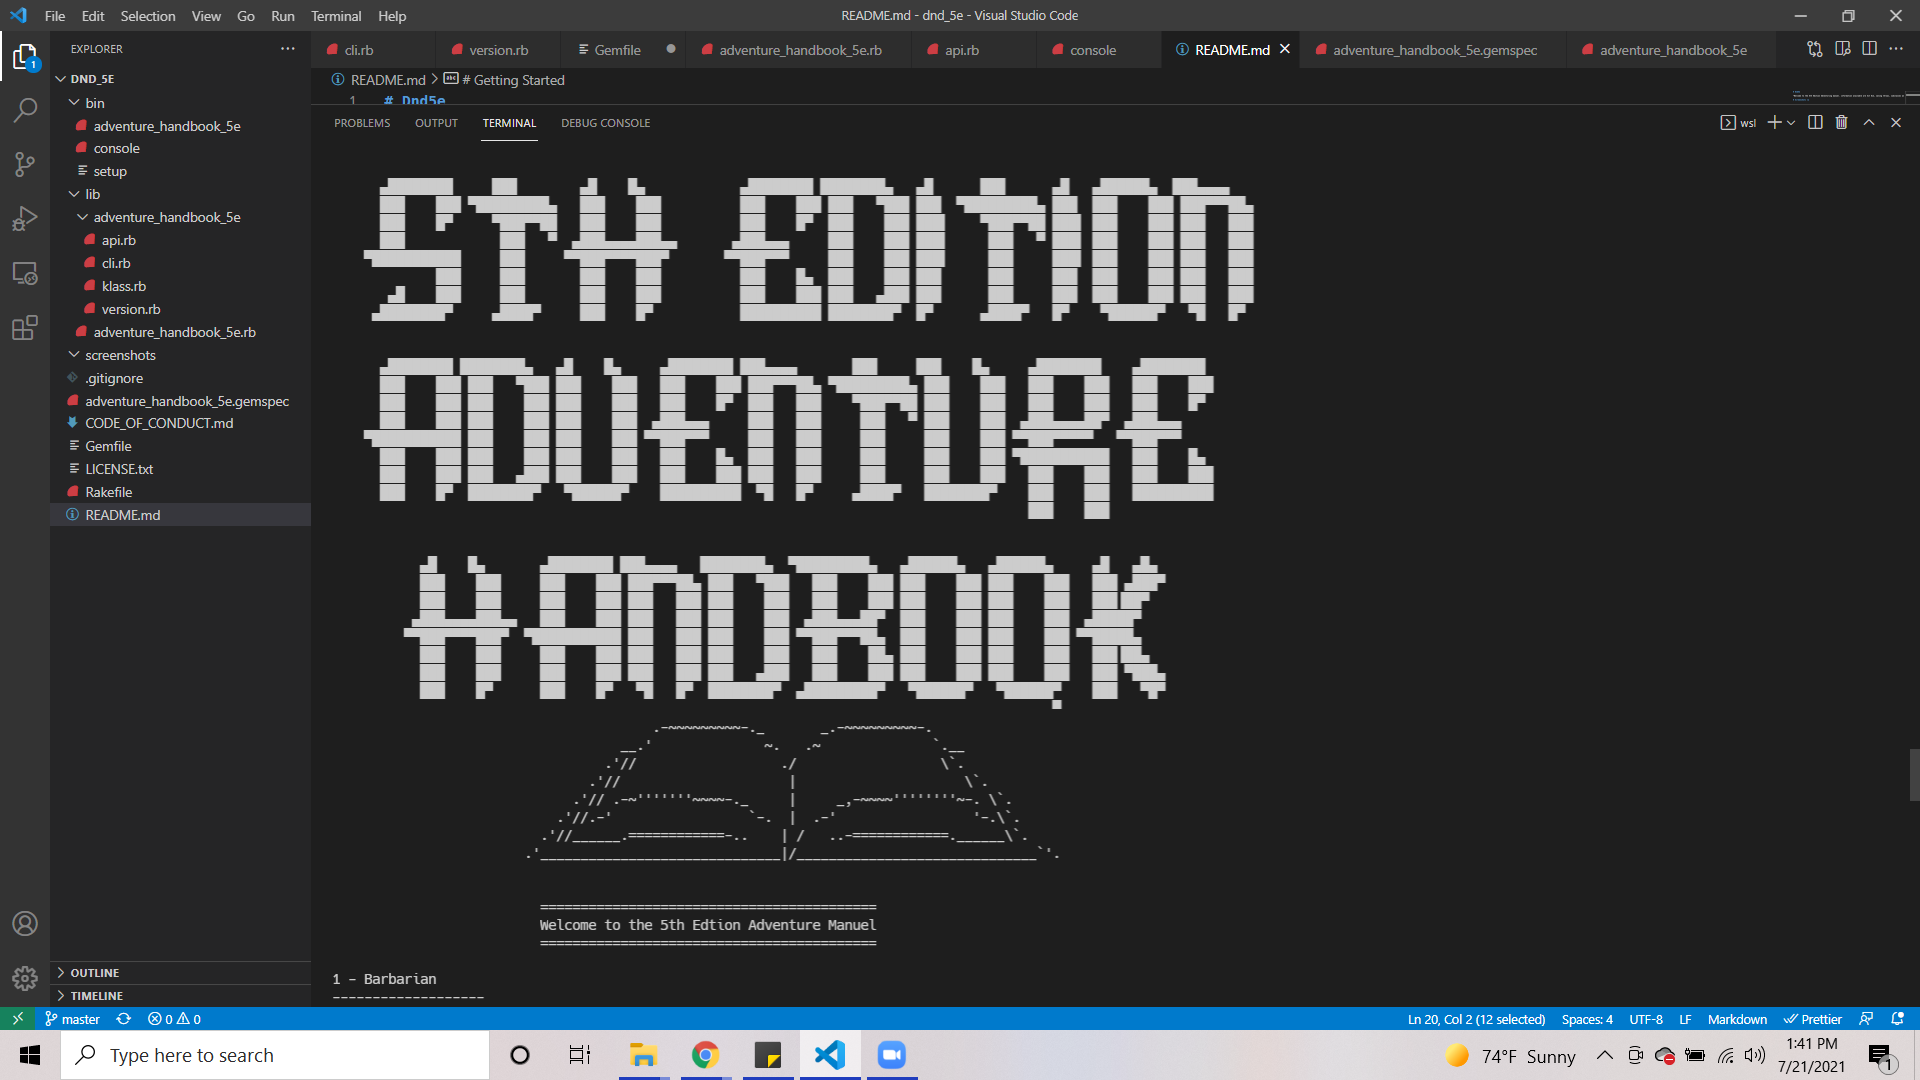 File Edit Selection View Go Run Terminal Help
README.md - dnd_5e - Visual Studio Code
EXPLORER
DND_5E
bin
adventure_handbook_5e
console
setup
lib
adventure_handbook_5e
api.rb
cli.rb
klass.rb
version.rb
adventure_handbook_5e.rb
screenshots
.gitignore
adventure_handbook_5e.gemspec
CODE_OF_CONDUCT.md
Gemfile
LICENSE.txt
Rakefile
README.md
OUTLINE
TIMELINE
cli.rb version.rb Gemfile adventure_handbook_5e.rb api.rb console README.md adventure_handbook_5e.gemspec adventure_handbook_5e
README.md > # Getting Started
1 # Dnd5e
PROBLEMS OUTPUT TERMINAL DEBUG CONSOLE
wsl
5TH EDITION
ADVENTURE
HANDBOOK
Welcome to the 5th Edtion Adventure Manuel
1 - Barbarian
-------------------
master 0 0
Ln 20, Col 2 (12 selected) Spaces: 4 UTF-8 LF Markdown Prettier
Type here to search
74°F Sunny
1:41 PM
7/21/2021
1